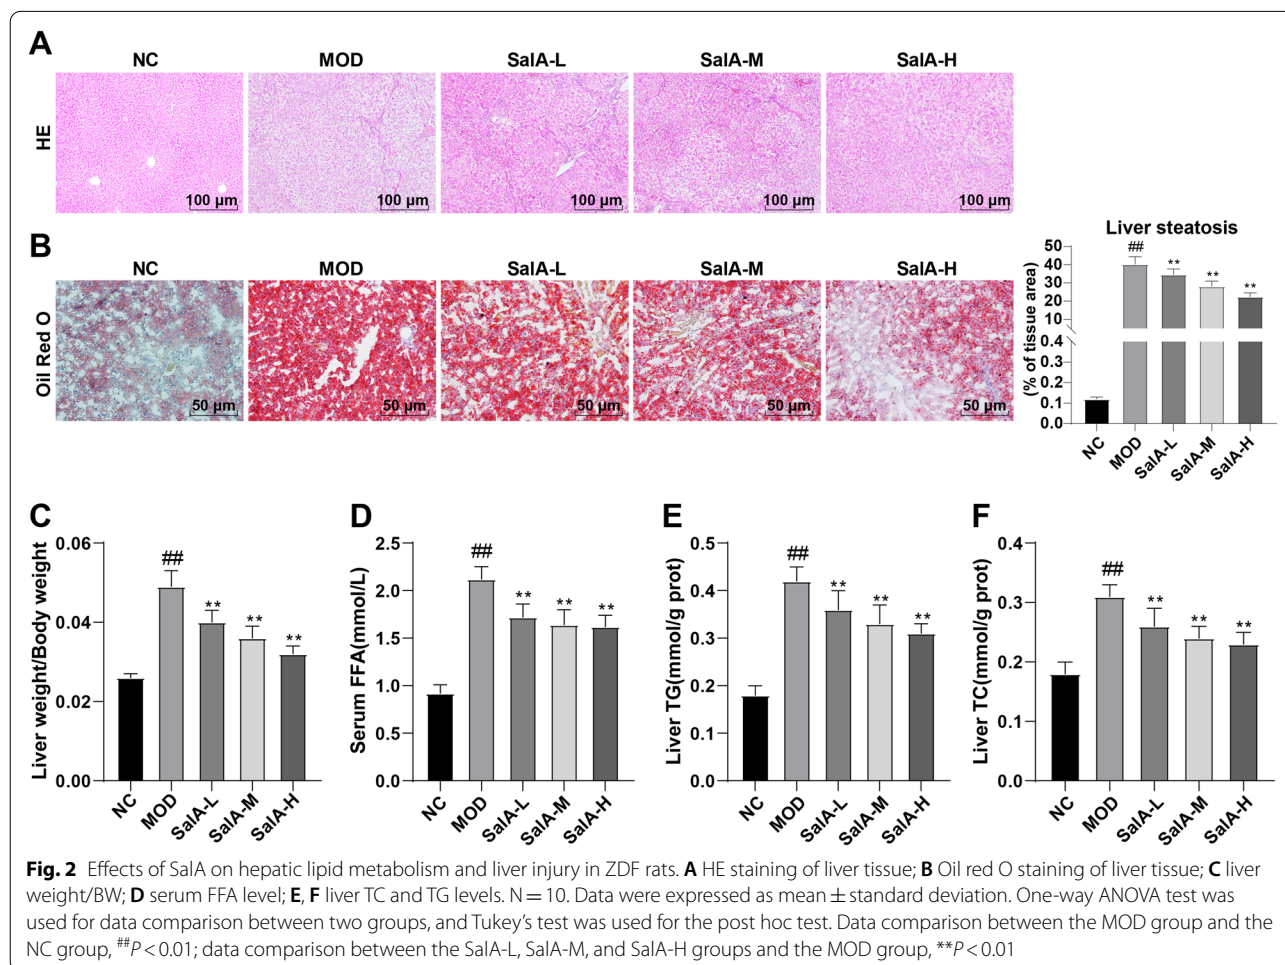 A
NC MOD SalA-L SalA-M SalA-H
HE
100 µm 100 µm 100 µm 100 µm 100 µm
B
NC MOD SalA-L SalA-M SalA-H
Oil Red O
50 µm 50 µm 50 µm 50 µm 50 µm
Liver steatosis
(% of tissue area)
50
40
30
20
10
0.4
0.3
0.2
0.1
0.0
## ** ** **
NC MOD SalA-L SalA-M SalA-H
C
Liver weight/Body weight
0.06
0.04
0.02
0.00
## ** ** **
NC MOD SalA-L SalA-M SalA-H
D
Serum FFA(mmol/L)
2.5
2.0
1.5
1.0
0.5
0.0
## ** ** **
NC MOD SalA-L SalA-M SalA-H
E
Liver TG(mmol/g prot)
0.5
0.4
0.3
0.2
0.1
0.0
## ** ** **
NC MOD SalA-L SalA-M SalA-H
F
Liver TC(mmol/g prot)
0.4
0.3
0.2
0.1
0.0
## ** ** **
NC MOD SalA-L SalA-M SalA-H
Fig. 2 Effects of SalA on hepatic lipid metabolism and liver injury in ZDF rats. A HE staining of liver tissue; B Oil red O staining of liver tissue; C liver
weight/BW; D serum FFA level; E, F liver TC and TG levels. N = 10. Data were expressed as mean ± standard deviation. One-way ANOVA test was
used for data comparison between two groups, and Tukey's test was used for the post hoc test. Data comparison between the MOD group and the
NC group, ##P < 0.01; data comparison between the SalA-L, SalA-M, and SalA-H groups and the MOD group, **P < 0.01